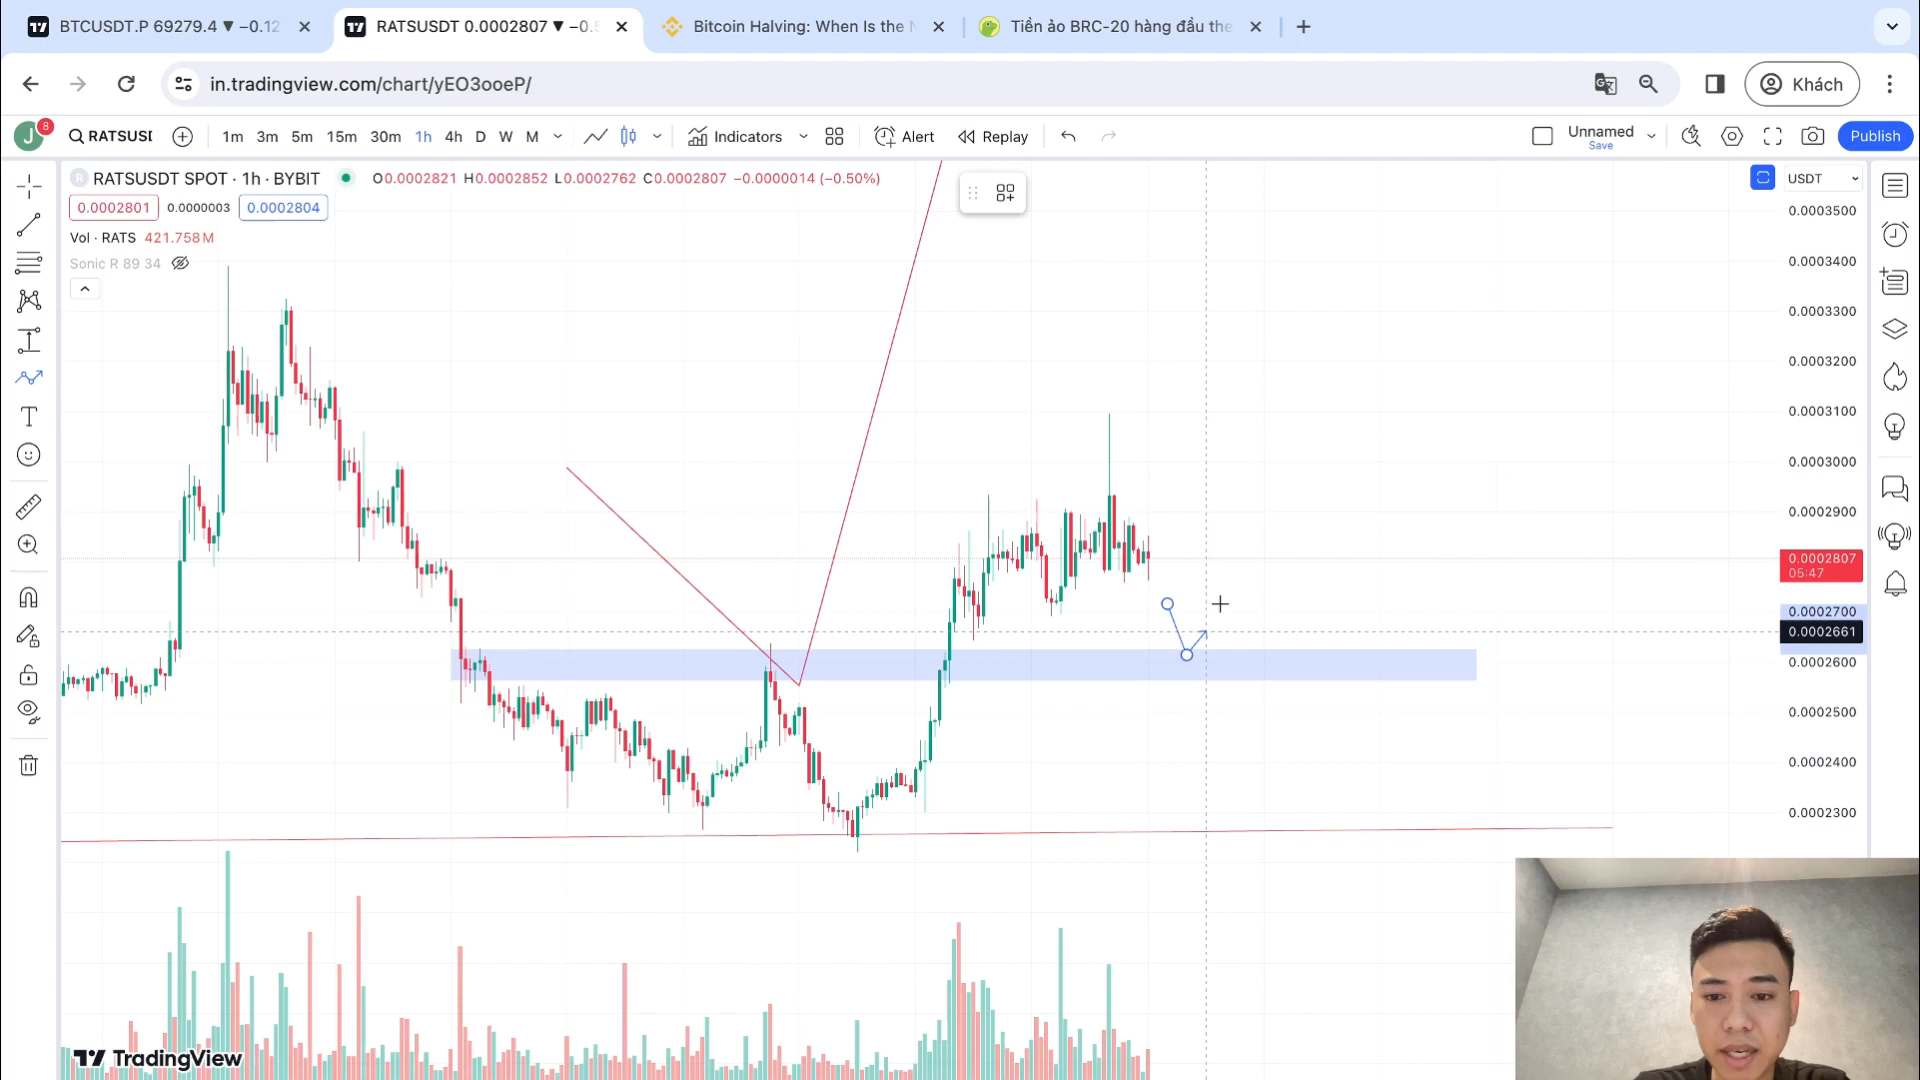 BTCUSDT.P 69279.4 ▼ −0.12
RATSUSDT 0.0002807 ▼ −0.5
Bitcoin Halving: When Is the N
Tiền ảo BRC-20 hàng đầu the
in.tradingview.com/chart/yEO3ooeP/
Khách
J
8
RATSUSI
1m 3m 5m 15m 30m 1h 4h D W M
Indicators
Alert
Replay
Unnamed
Save
Publish
R
RATSUSDT SPOT · 1h · BYBIT
O0.0002821 H0.0002852 L0.0002762 C0.0002807 −0.0000014 (−0.50%)
USDT
0.0002801 0.0000003 0.0002804
Vol · RATS 421.758M
Sonic R 89 34
0.0003500
0.0003400
0.0003300
0.0003200
0.0003100
0.0003000
0.0002900
0.0002807
05:47
0.0002700
0.0002661
0.0002600
0.0002500
0.0002400
0.0002300
TradingView